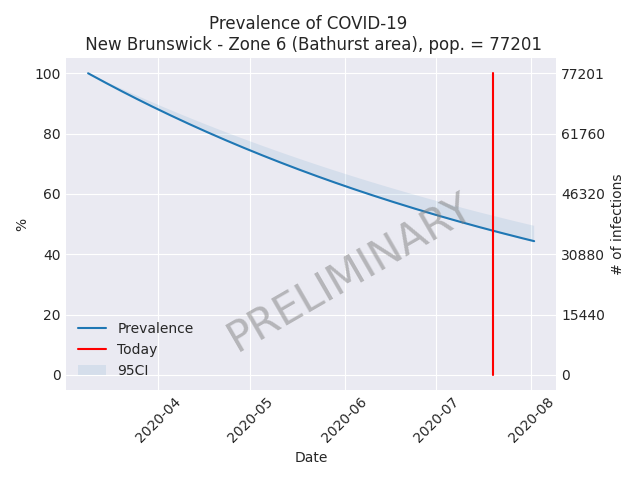 Prevalence of COVID-19
New Brunswick - Zone 6 (Bathurst area), pop. = 77201
100
80
60
40
20
0
%
77201
61760
46320
30880
15440
0
# of infections
PRELIMINARY
Prevalence
Today
95CI
2020-04
2020-05
2020-06
2020-07
2020-08
Date